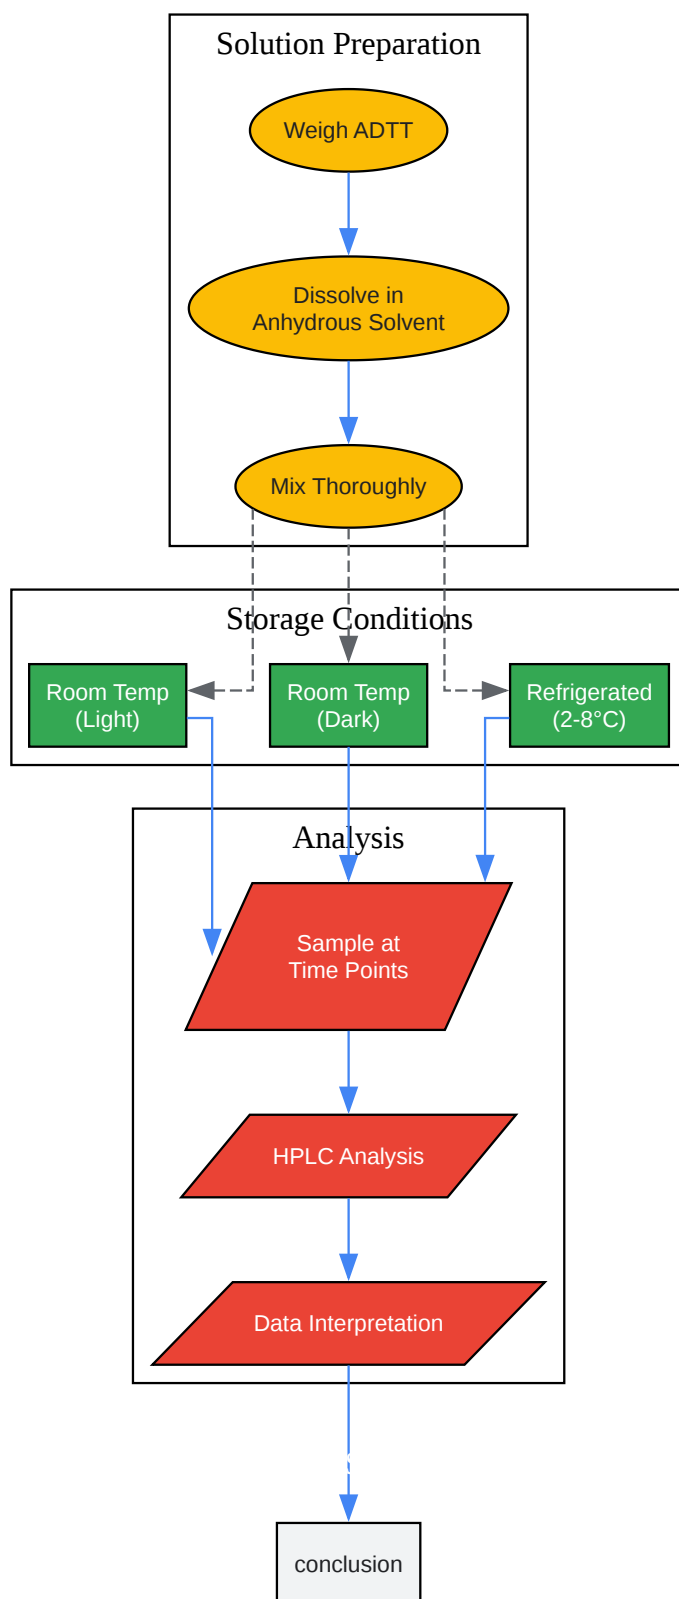 Solution Preparation
Weigh ADTT
Dissolve in
Anhydrous Solvent
Mix Thoroughly
Storage Conditions
Room Temp
(Light)
Room Temp
(Dark)
Refrigerated
(2-8°C)
Analysis
Sample at
Time Points
HPLC Analysis
Data Interpretation
conclusion